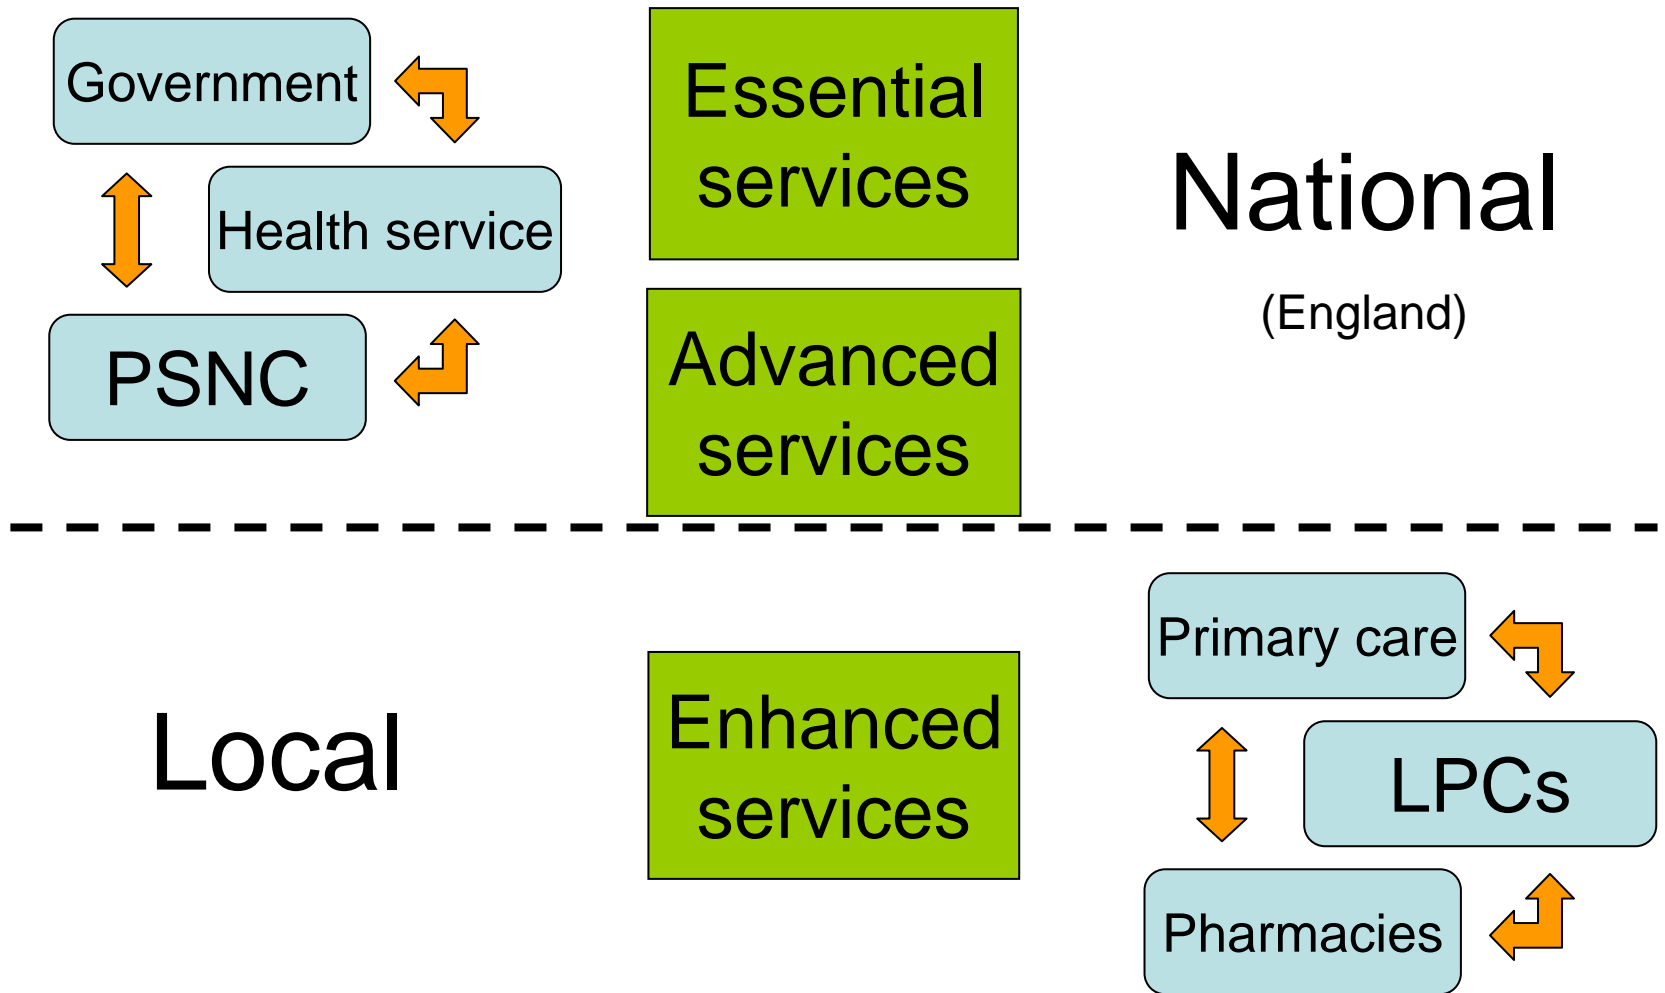 Government
Health service
PSNC
Essential
services
Advanced
services
National
(England)
Local
Enhanced
services
Primary care
LPCs
Pharmacies